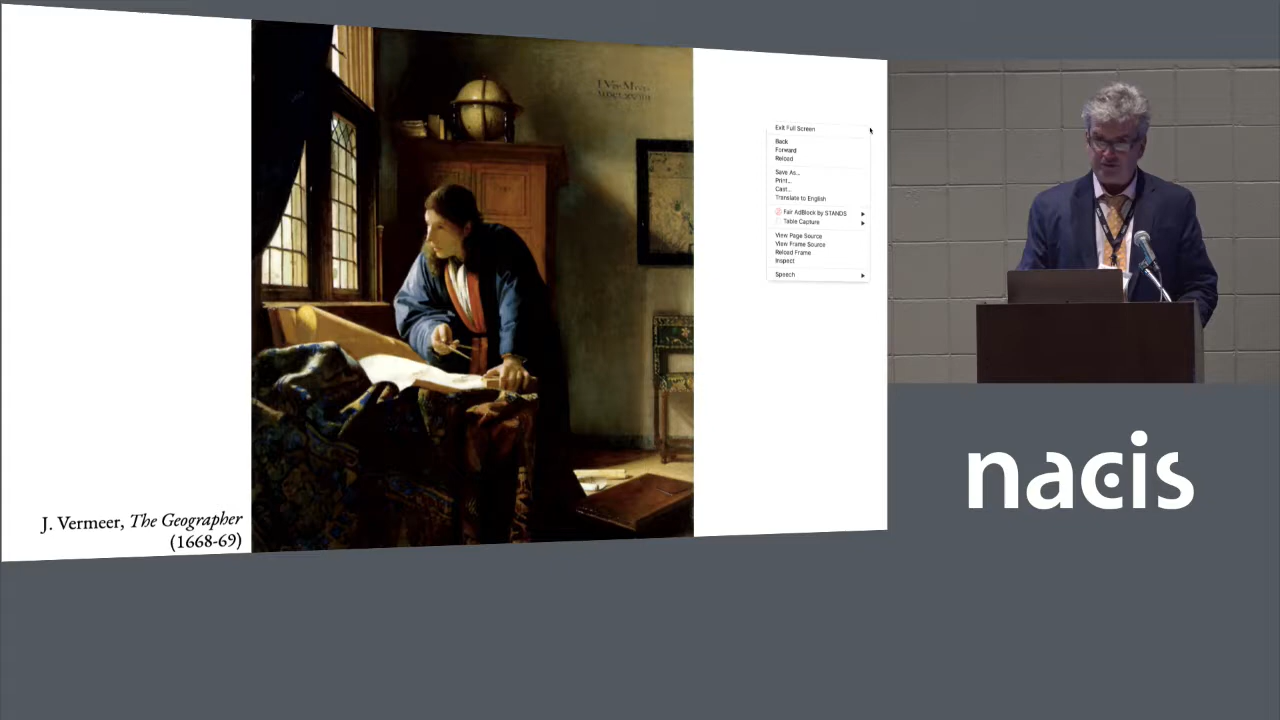 J. Vermeer, The Geographer
(1668-69)
Exit Full Screen
Back
Forward
Reload
Save As...
Print...
Cast...
Translate to English
Fair AdBlock by STANDS
Table Capture
View Page Source
View Frame Source
Reload Frame
Inspect
Speech
nacis